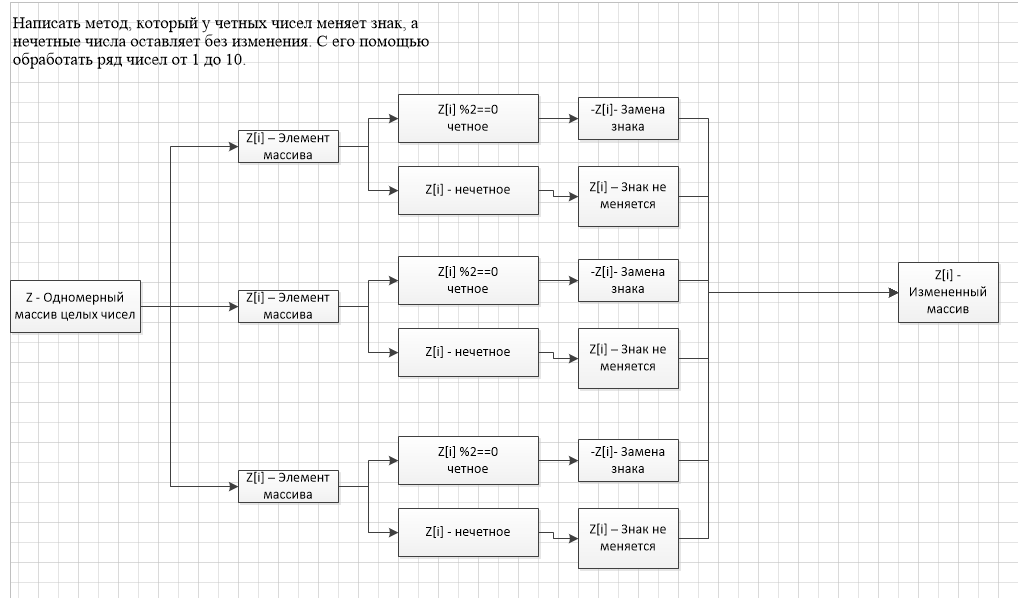 Написать метод, который у четных чисел меняет знак, а
нечетные числа оставляет без изменения. С его помощью
обработать ряд чисел от 1 до 10.
Z - Одномерный
массив целых чисел
Z[i] – Элемент
массива
Z[i] %2==0
четное
-Z[i]- Замена
знака
Z[i] - нечетное
Z[i] – Знак не
меняется
Z[i] – Элемент
массива
Z[i] %2==0
четное
-Z[i]- Замена
знака
Z[i] - нечетное
Z[i] – Знак не
меняется
Z[i] – Элемент
массива
Z[i] %2==0
четное
-Z[i]- Замена
знака
Z[i] - нечетное
Z[i] – Знак не
меняется
Z[i] -
Измененный
массив